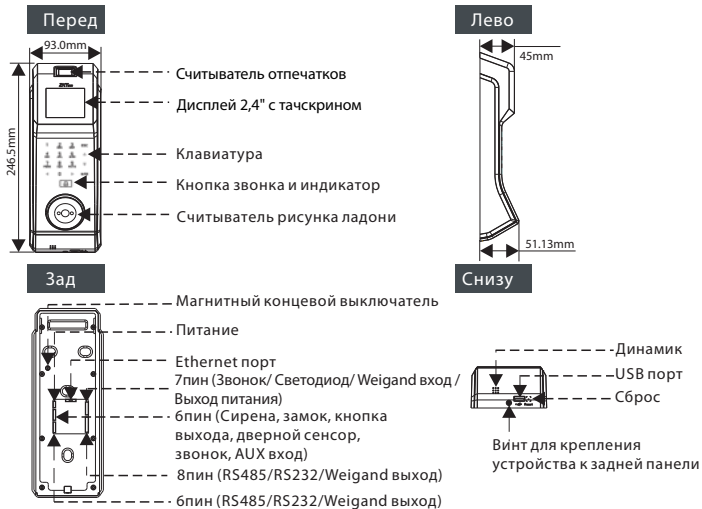 Перед
Лево
93.0mm
45mm
246.5mm
51.13mm
Считыватель отпечатков
Дисплей 2,4" с тачскрином
Клавиатура
Кнопка звонка и индикатор
Считыватель рисунка ладони
Зад
Снизу
Магнитный концевой выключатель
Питание
Ethernet порт
7пин (Звонок/ Светодиод/ Weigand вход /
Выход питания)
6пин (Сирена, замок, кнопка
выхода, дверной сенсор,
звонок, AUX вход)
8пин (RS485/RS232/Weigand выход)
6пин (RS485/RS232/Weigand выход)
Динамик
USB порт
Сброс
Винт для крепления
устройства к задней панели